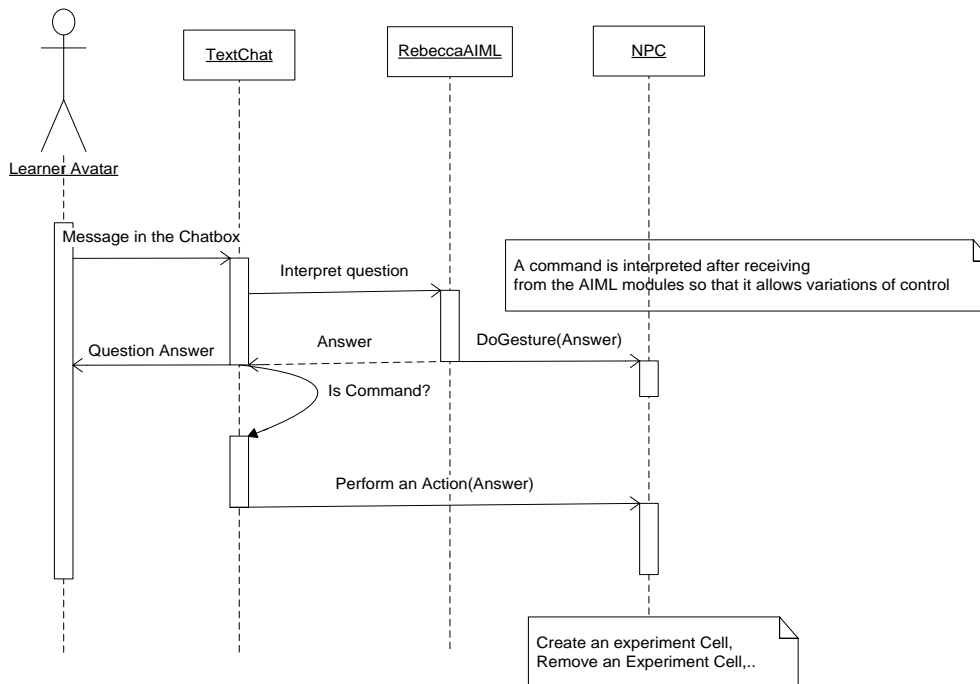 TextChat
RebeccaAIML
NPC
Learner Avatar
Message in the Chatbox
Interpret question
A command is interpreted after receiving
from the AIML modules so that it allows variations of control
Question Answer
Answer
DoGesture(Answer)
Is Command?
Perform an Action(Answer)
Create an experiment Cell,
Remove an Experiment Cell,..